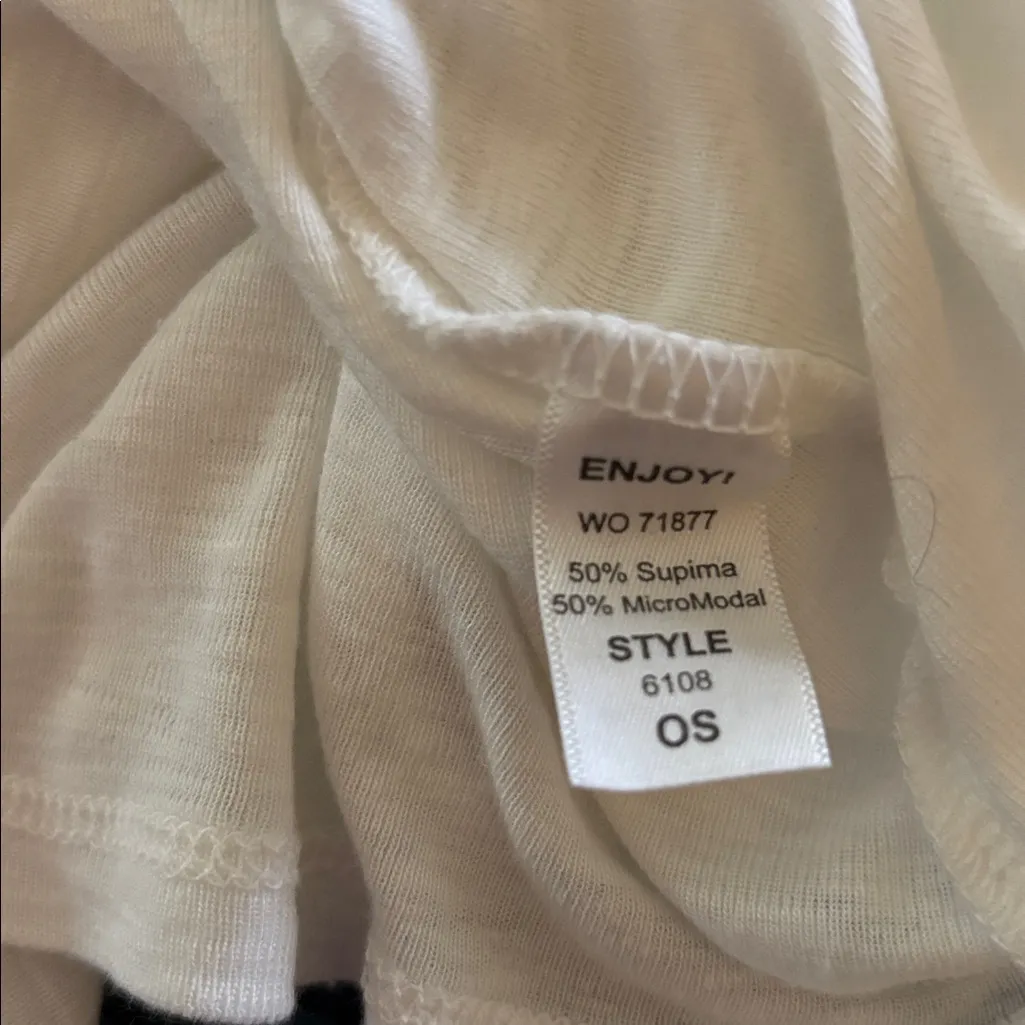 ENJOY!
WO 71877
50% Supima
50% MicroModal
STYLE
6108
OS